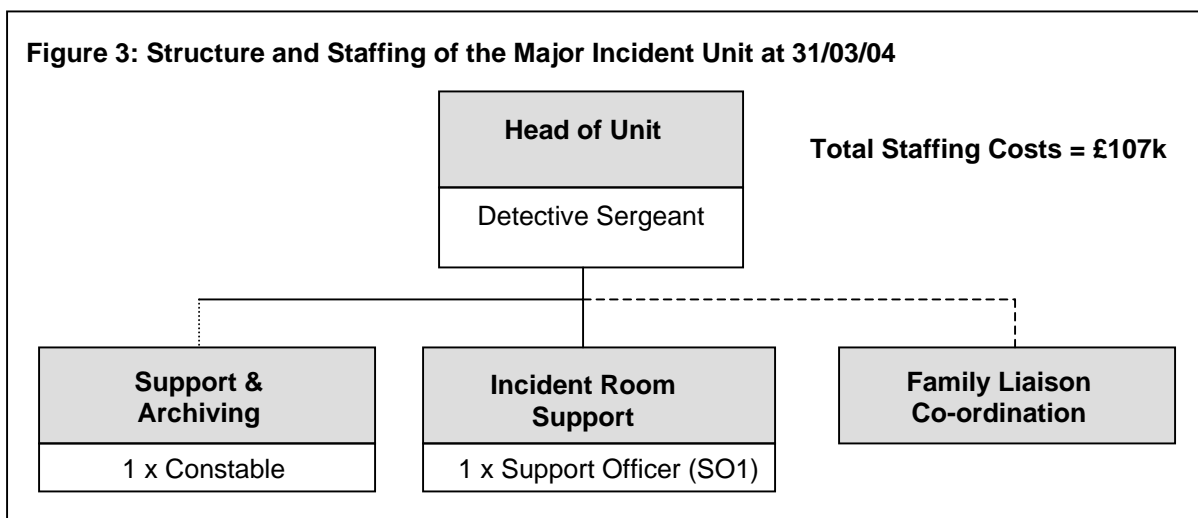 Figure 3: Structure and Staffing of the Major Incident Unit at 31/03/04
Head of Unit
Total Staffing Costs = £107k
Detective Sergeant
Support &
Archiving
1 x Constable
Incident Room
Support
1 x Support Officer (SO1)
Family Liaison
Co-ordination